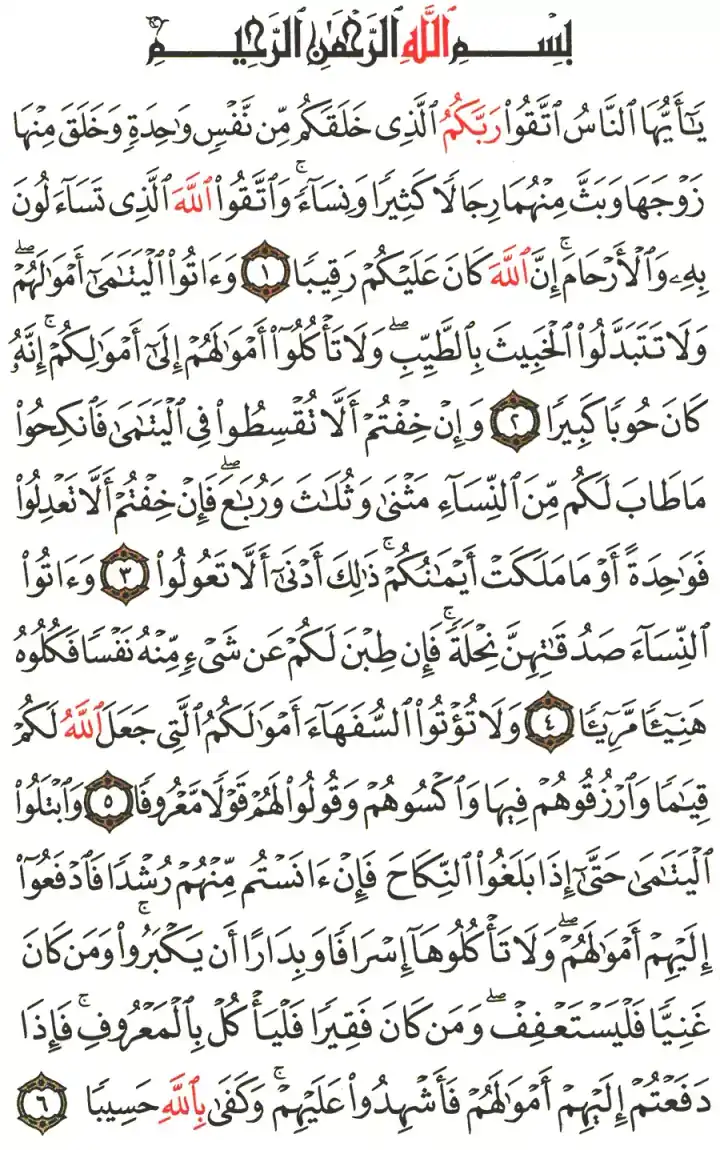 بِسْمِ ٱللَّهِ ٱلرَّحْمَٰنِ ٱلرَّحِيمِ
يَٰٓأَيُّهَا ٱلنَّاسُ ٱتَّقُوا۟ رَبَّكُمُ ٱلَّذِى خَلَقَكُم مِّن نَّفْسٍ وَٰحِدَةٍ وَخَلَقَ مِنْهَا
زَوْجَهَا وَبَثَّ مِنْهُمَا رِجَالًا كَثِيرًا وَنِسَآءً ۚ وَٱتَّقُوا۟ ٱللَّهَ ٱلَّذِى تَسَآءَلُونَ
بِهِۦ وَٱلْأَرْحَامَ ۚ إِنَّ ٱللَّهَ كَانَ عَلَيْكُمْ رَقِيبًا ١ وَءَاتُوا۟ ٱلْيَتَٰمَىٰٓ أَمْوَٰلَهُمْ ۖ
وَلَا تَتَبَدَّلُوا۟ ٱلْخَبِيثَ بِٱلطَّيِّبِ ۖ وَلَا تَأْكُلُوٓا۟ أَمْوَٰلَهُمْ إِلَىٰٓ أَمْوَٰلِكُمْ ۚ إِنَّهُۥ
كَانَ حُوبًا كَبِيرًا ٢ وَإِنْ خِفْتُمْ أَلَّا تُقْسِطُوا۟ فِى ٱلْيَتَٰمَىٰ فَٱنكِحُوا۟
مَا طَابَ لَكُم مِّنَ ٱلنِّسَآءِ مَثْنَىٰ وَثُلَٰثَ وَرُبَٰعَ ۖ فَإِنْ خِفْتُمْ أَلَّا تَعْدِلُوا۟
فَوَٰحِدَةً أَوْ مَا مَلَكَتْ أَيْمَٰنُكُمْ ۚ ذَٰلِكَ أَدْنَىٰٓ أَلَّا تَعُولُوا۟ ٣ وَءَاتُوا۟
ٱلنِّسَآءَ صَدُقَٰتِهِنَّ نِحْلَةً ۚ فَإِن طِبْنَ لَكُمْ عَن شَىْءٍ مِّنْهُ نَفْسًا فَكُلُوهُ
هَنِيٓـًٔا مَّرِيٓـًٔا ٤ وَلَا تُؤْتُوا۟ ٱلسُّفَهَآءَ أَمْوَٰلَكُمُ ٱلَّتِى جَعَلَ ٱللَّهُ لَكُمْ
قِيَٰمًا وَٱرْزُقُوهُمْ فِيهَا وَٱكْسُوهُمْ وَقُولُوا۟ لَهُمْ قَوْلًا مَّعْرُوفًا ٥ وَٱبْتَلُوا۟
ٱلْيَتَٰمَىٰ حَتَّىٰٓ إِذَا بَلَغُوا۟ ٱلنِّكَاحَ فَإِنْ ءَانَسْتُم مِّنْهُمْ رُشْدًا فَٱدْفَعُوٓا۟
إِلَيْهِمْ أَمْوَٰلَهُمْ ۖ وَلَا تَأْكُلُوهَآ إِسْرَافًا وَبِدَارًا أَن يَكْبَرُوا۟ ۚ وَمَن كَانَ
غَنِيًّا فَلْيَسْتَعْفِفْ ۖ وَمَن كَانَ فَقِيرًا فَلْيَأْكُلْ بِٱلْمَعْرُوفِ ۚ فَإِذَا
دَفَعْتُمْ إِلَيْهِمْ أَمْوَٰلَهُمْ فَأَشْهِدُوا۟ عَلَيْهِمْ ۚ وَكَفَىٰ بِٱللَّهِ حَسِيبًا ٦